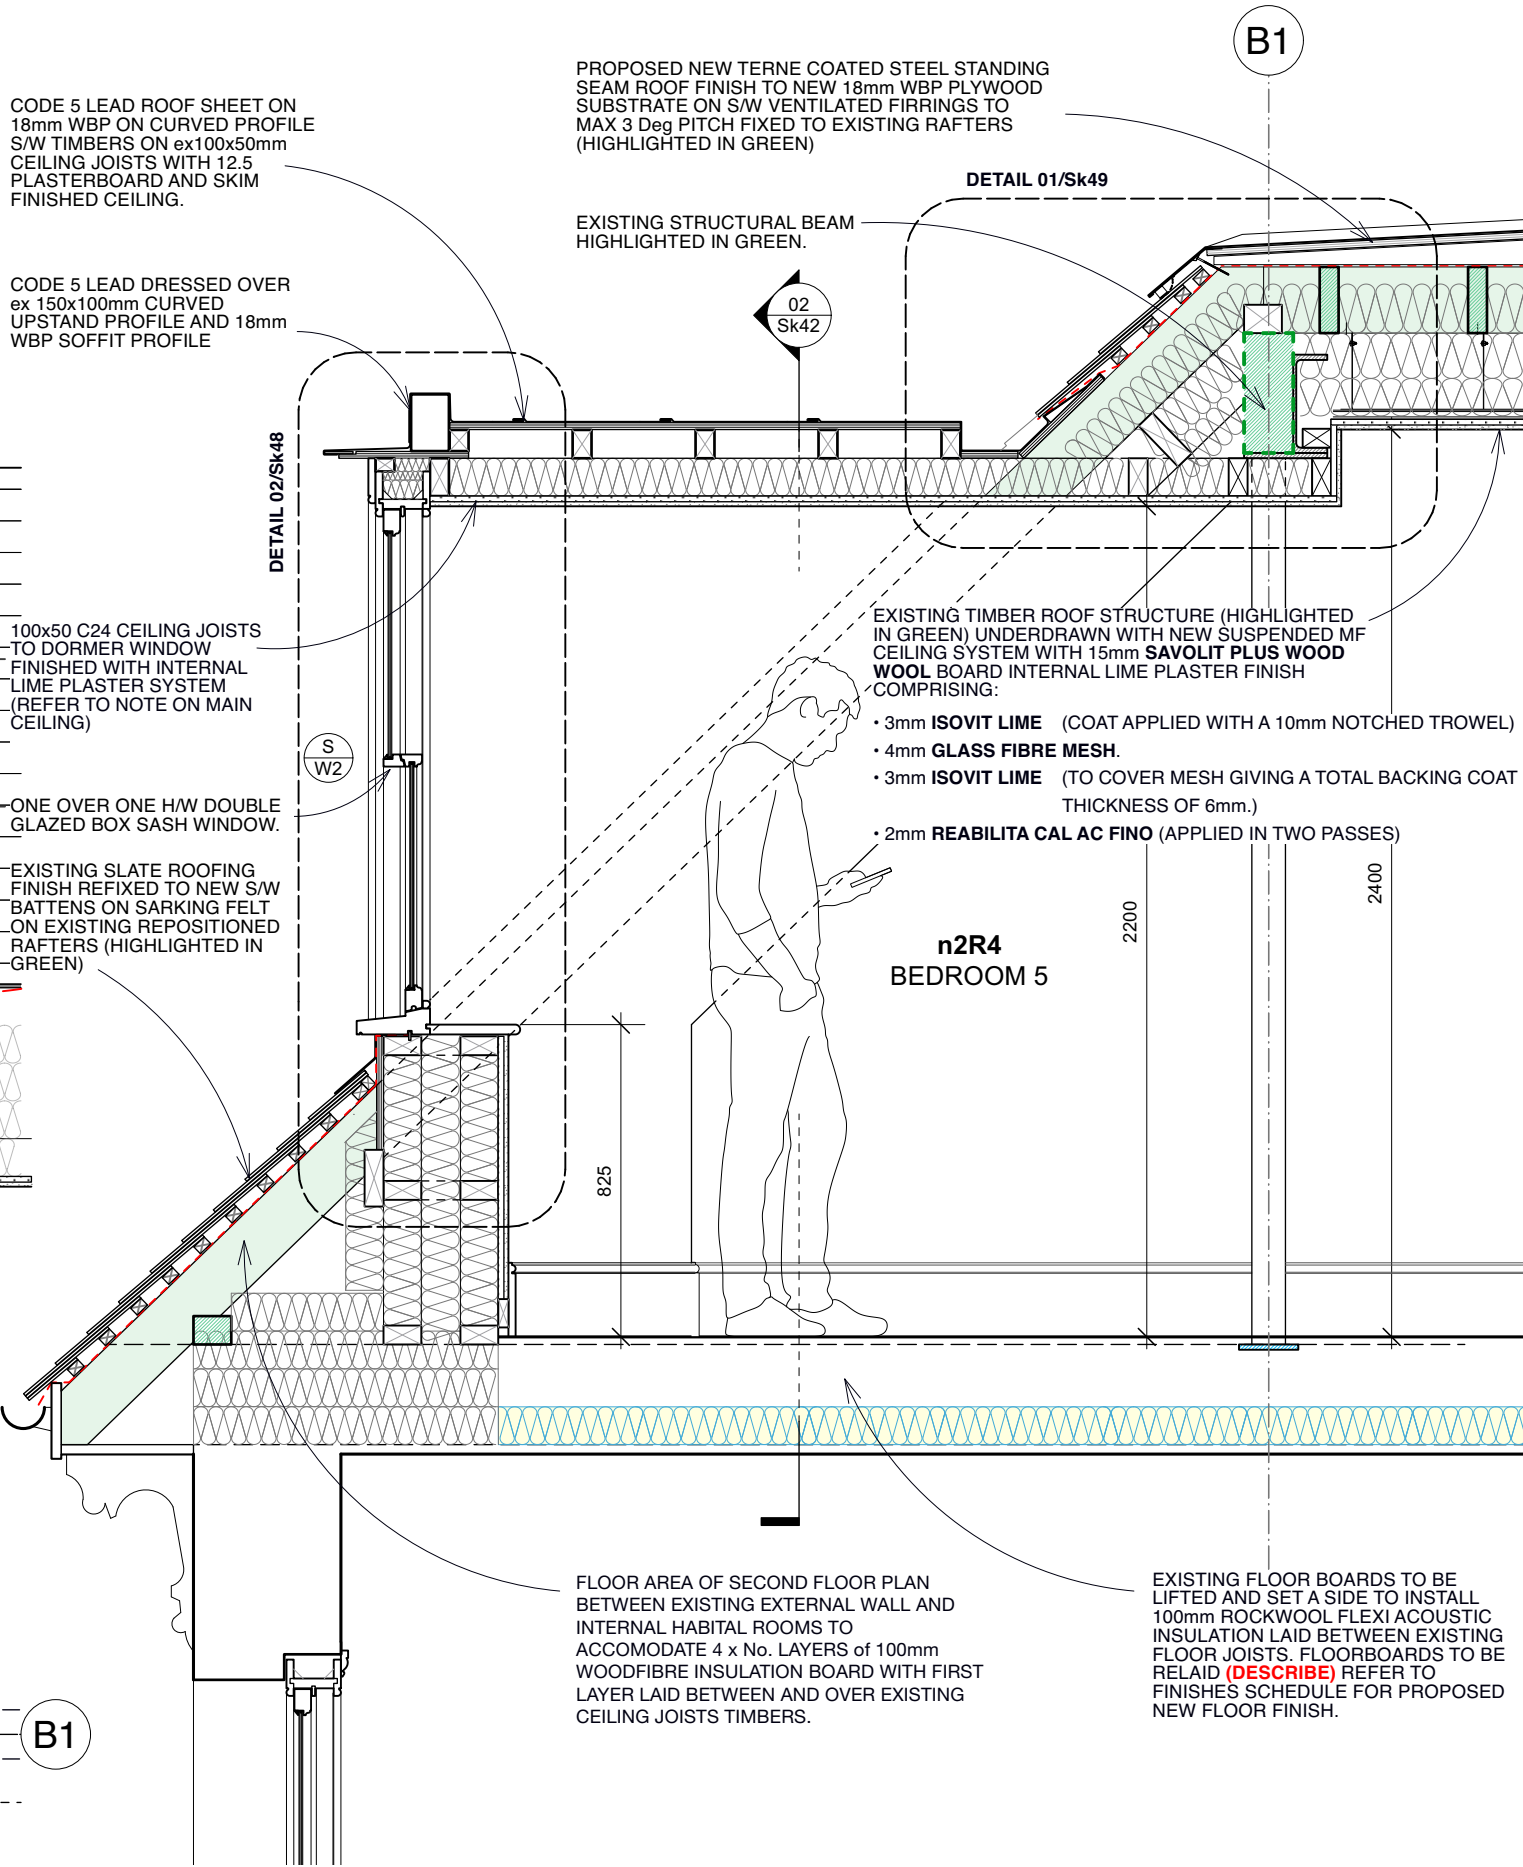 B1
PROPOSED NEW TERNE COATED STEEL STANDING
SEAM ROOF FINISH TO NEW 18mm WBP PLYWOOD
SUBSTRATE ON S/W VENTILATED FIRRINGS TO
MAX 3 Deg PITCH FIXED TO EXISTING RAFTERS
(HIGHLIGHTED IN GREEN)
CODE 5 LEAD ROOF SHEET ON
18mm WBP ON CURVED PROFILE
S/W TIMBERS ON ex100x50mm
CEILING JOISTS WITH 12.5
PLASTERBOARD AND SKIM
FINISHED CEILING.
DETAIL 01/Sk49
EXISTING STRUCTURAL BEAM
HIGHLIGHTED IN GREEN.
CODE 5 LEAD DRESSED OVER
ex 150x100mm CURVED
UPSTAND PROFILE AND 18mm
WBP SOFFIT PROFILE
02
Sk42
DETAIL 02/Sk48
100x50 C24 CEILING JOISTS
TO DORMER WINDOW
FINISHED WITH INTERNAL
LIME PLASTER SYSTEM
(REFER TO NOTE ON MAIN
CEILING)
EXISTING TIMBER ROOF STRUCTURE (HIGHLIGHTED
IN GREEN) UNDERDRAWN WITH NEW SUSPENDED MF
CEILING SYSTEM WITH 15mm SAVOLIT PLUS WOOD
WOOL BOARD INTERNAL LIME PLASTER FINISH
COMPRISING:
• 3mm ISOVIT LIME (COAT APPLIED WITH A 10mm NOTCHED TROWEL)
• 4mm GLASS FIBRE MESH.
• 3mm ISOVIT LIME (TO COVER MESH GIVING A TOTAL BACKING COAT
THICKNESS OF 6mm.)
• 2mm REABILITA CAL AC FINO (APPLIED IN TWO PASSES)
S
W2
ONE OVER ONE H/W DOUBLE
GLAZED BOX SASH WINDOW.
EXISTING SLATE ROOFING
FINISH REFIXED TO NEW S/W
BATTENS ON SARKING FELT
ON EXISTING REPOSITIONED
RAFTERS (HIGHLIGHTED IN
GREEN)
n2R4
BEDROOM 5
2200
2400
825
FLOOR AREA OF SECOND FLOOR PLAN
BETWEEN EXISTING EXTERNAL WALL AND
INTERNAL HABITAL ROOMS TO
ACCOMODATE 4 x No. LAYERS of 100mm
WOODFIBRE INSULATION BOARD WITH FIRST
LAYER LAID BETWEEN AND OVER EXISTING
CEILING JOISTS TIMBERS.
EXISTING FLOOR BOARDS TO BE
LIFTED AND SET A SIDE TO INSTALL
100mm ROCKWOOL FLEXI ACOUSTIC
INSULATION LAID BETWEEN EXISTING
FLOOR JOISTS. FLOORBOARDS TO BE
RELAID (DESCRIBE) REFER TO
FINISHES SCHEDULE FOR PROPOSED
NEW FLOOR FINISH.
B1